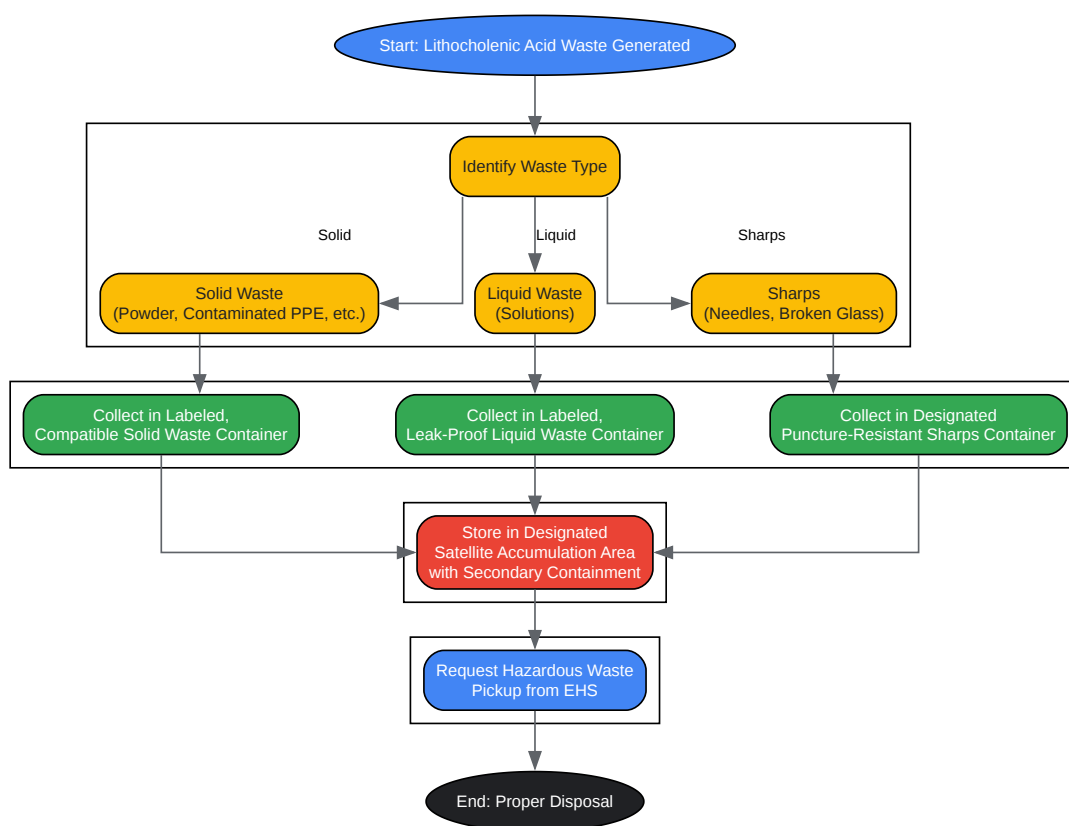 Start: Lithocholenic Acid Waste Generated
Identify Waste Type
Solid
Liquid
Sharps
Solid Waste
(Powder, Contaminated PPE, etc.)
Liquid Waste
(Solutions)
Sharps
(Needles, Broken Glass)
Collect in Labeled,
Compatible Solid Waste Container
Collect in Labeled,
Leak-Proof Liquid Waste Container
Collect in Designated
Puncture-Resistant Sharps Container
Store in Designated
Satellite Accumulation Area
with Secondary Containment
Request Hazardous Waste
Pickup from EHS
End: Proper Disposal